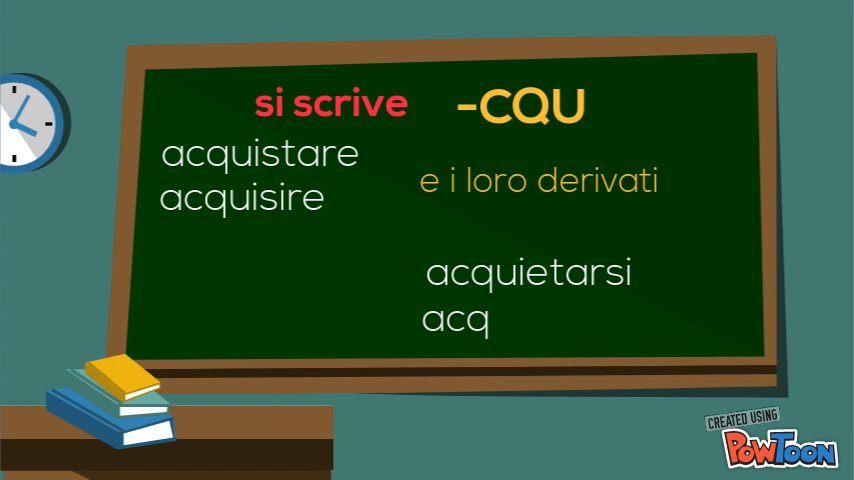 si scrive -CQU
acquistare
acquisire
e i loro derivati
acquietarsi
acq
CREATED USING
POWTOON